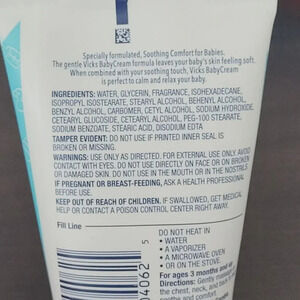 Specially formulated, Soothing Comfort for Babies.
The gentle Vicks BabyCream formula leaves your baby's skin feeling soft.
When combined with your soothing touch, Vicks BabyCream
is perfect to calm and relax your baby.
INGREDIENTS: WATER, GLYCERIN, FRAGRANCE, ISOHEXADECANE,
ISOPROPYL ISOSTEARATE, STEARYL ALCOHOL, BEHENYL ALCOHOL,
BENZYL ALCOHOL, CARBOMER, CETYL ALCOHOL, SODIUM HYDROXIDE,
CETEARYL GLUCOSIDE, CETEARYL ALCOHOL, PEG-100 STEARATE,
SODIUM BENZOATE, STEARIC ACID, DISODIUM EDTA
TAMPER EVIDENT: DO NOT USE IF PRINTED INNER SEAL IS
BROKEN OR MISSING.
WARNINGS: USE ONLY AS DIRECTED. FOR EXTERNAL USE ONLY. AVOID
CONTACT WITH EYES. DO NOT USE DIRECTLY ON FACE OR ON BROKEN
OR DAMAGED SKIN. DO NOT USE IN THE MOUTH OR IN THE NOSTRILS
IF PREGNANT OR BREAST-FEEDING, ASK A HEALTH PROFESSIONAL
BEFORE USE.
KEEP OUT OF REACH OF CHILDREN. IF SWALLOWED, GET MEDICAL
HELP OR CONTACT A POISON CONTROL CENTER RIGHT AWAY.
Fill Line
DO NOT HEAT IN
• WATER
• A VAPORIZER
• A MICROWAVE OVEN
• OR ON THE STOVE.
For ages 3 months and
Directions: Gently
the chest, neck, and back
soothe and comfort.
04062 5